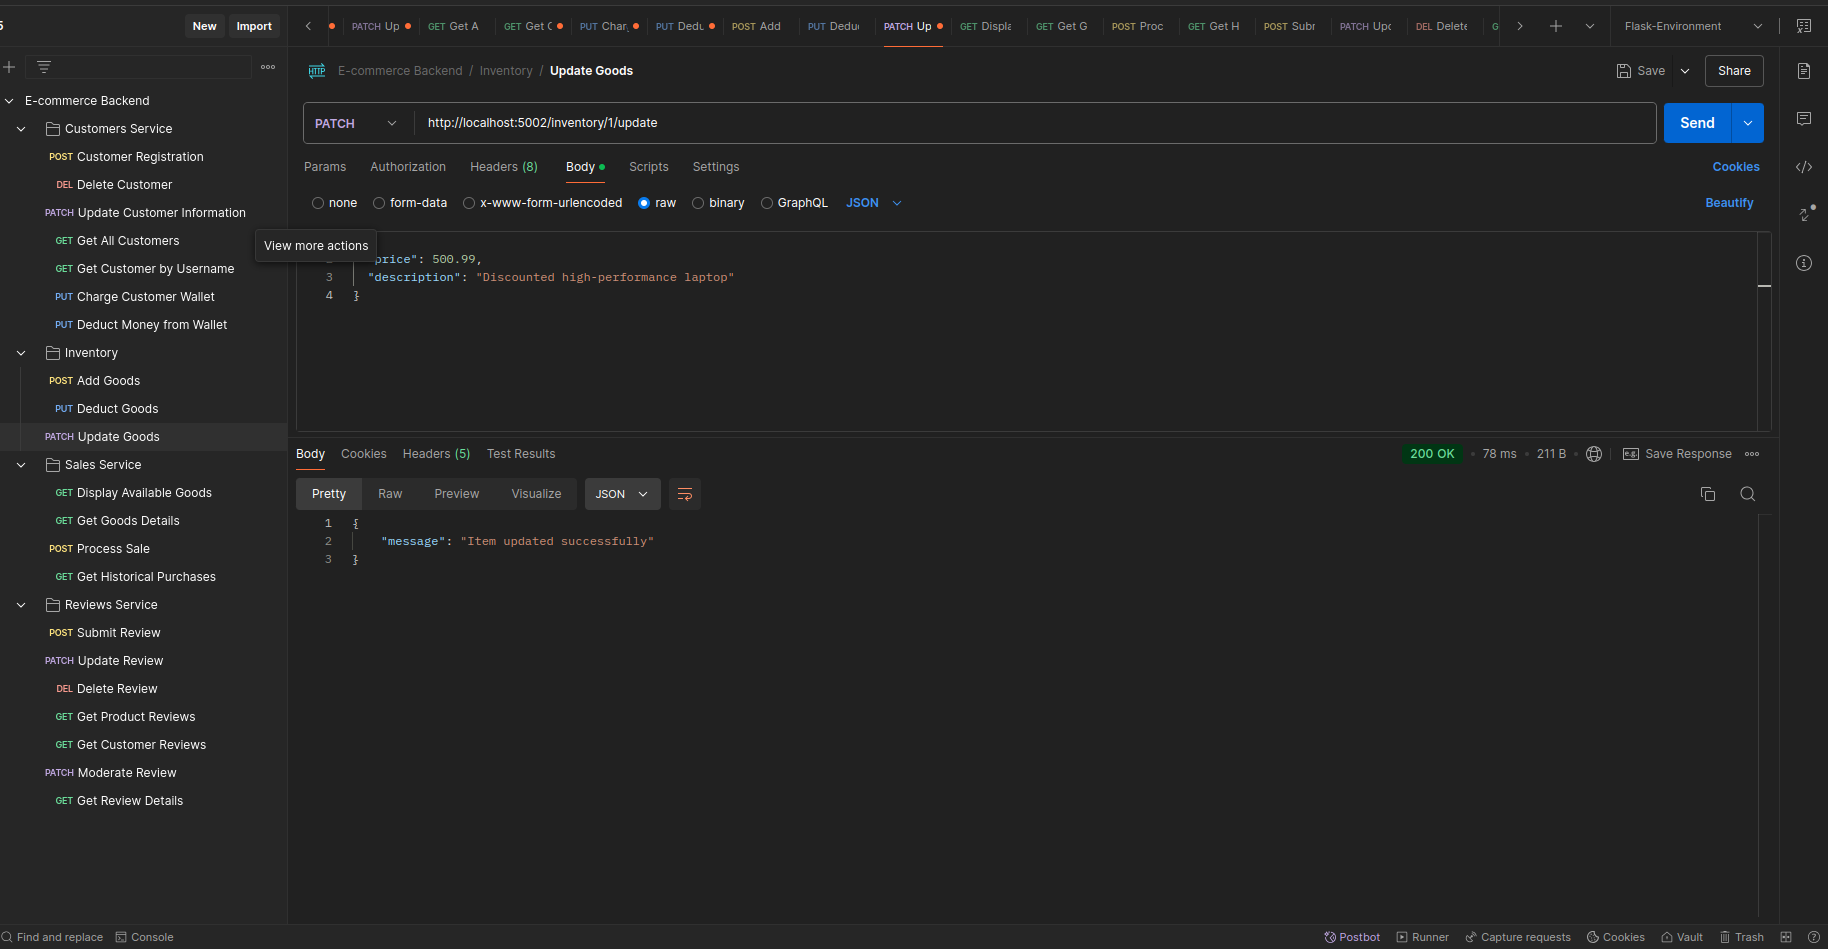 5
New
Import
PATCH Up
GET Get A
GET Get C
PUT Char
PUT Dedu
POST Add
PUT Dedu
PATCH Up
GET Displa
GET Get G
POST Proc
GET Get H
POST Subr
PATCH Upc
DEL Delete
G
Flask-Environment
E-commerce Backend / Inventory / Update Goods
Save
Share
PATCH
http://localhost:5002/inventory/1/update
Send
Params
Authorization
Headers (8)
Body
Scripts
Settings
Cookies
none
form-data
x-www-form-urlencoded
raw
binary
GraphQL
JSON
Beautify
E-commerce Backend
Customers Service
POST Customer Registration
DEL Delete Customer
PATCH Update Customer Information
GET Get All Customers
GET Get Customer by Username
PUT Charge Customer Wallet
PUT Deduct Money from Wallet
Inventory
POST Add Goods
PUT Deduct Goods
PATCH Update Goods
Sales Service
GET Display Available Goods
GET Get Goods Details
POST Process Sale
GET Get Historical Purchases
Reviews Service
POST Submit Review
PATCH Update Review
DEL Delete Review
GET Get Product Reviews
GET Get Customer Reviews
PATCH Moderate Review
GET Get Review Details
View more actions
2 price": 500.99,
3 "description": "Discounted high-performance laptop"
4 }
Body
Cookies
Headers (5)
Test Results
200 OK
78 ms
211 B
e.g.
Save Response
Pretty
Raw
Preview
Visualize
JSON
1 {
2 "message": "Item updated successfully"
3 }
Find and replace
Console
Postbot
Runner
Capture requests
Cookies
Vault
Trash